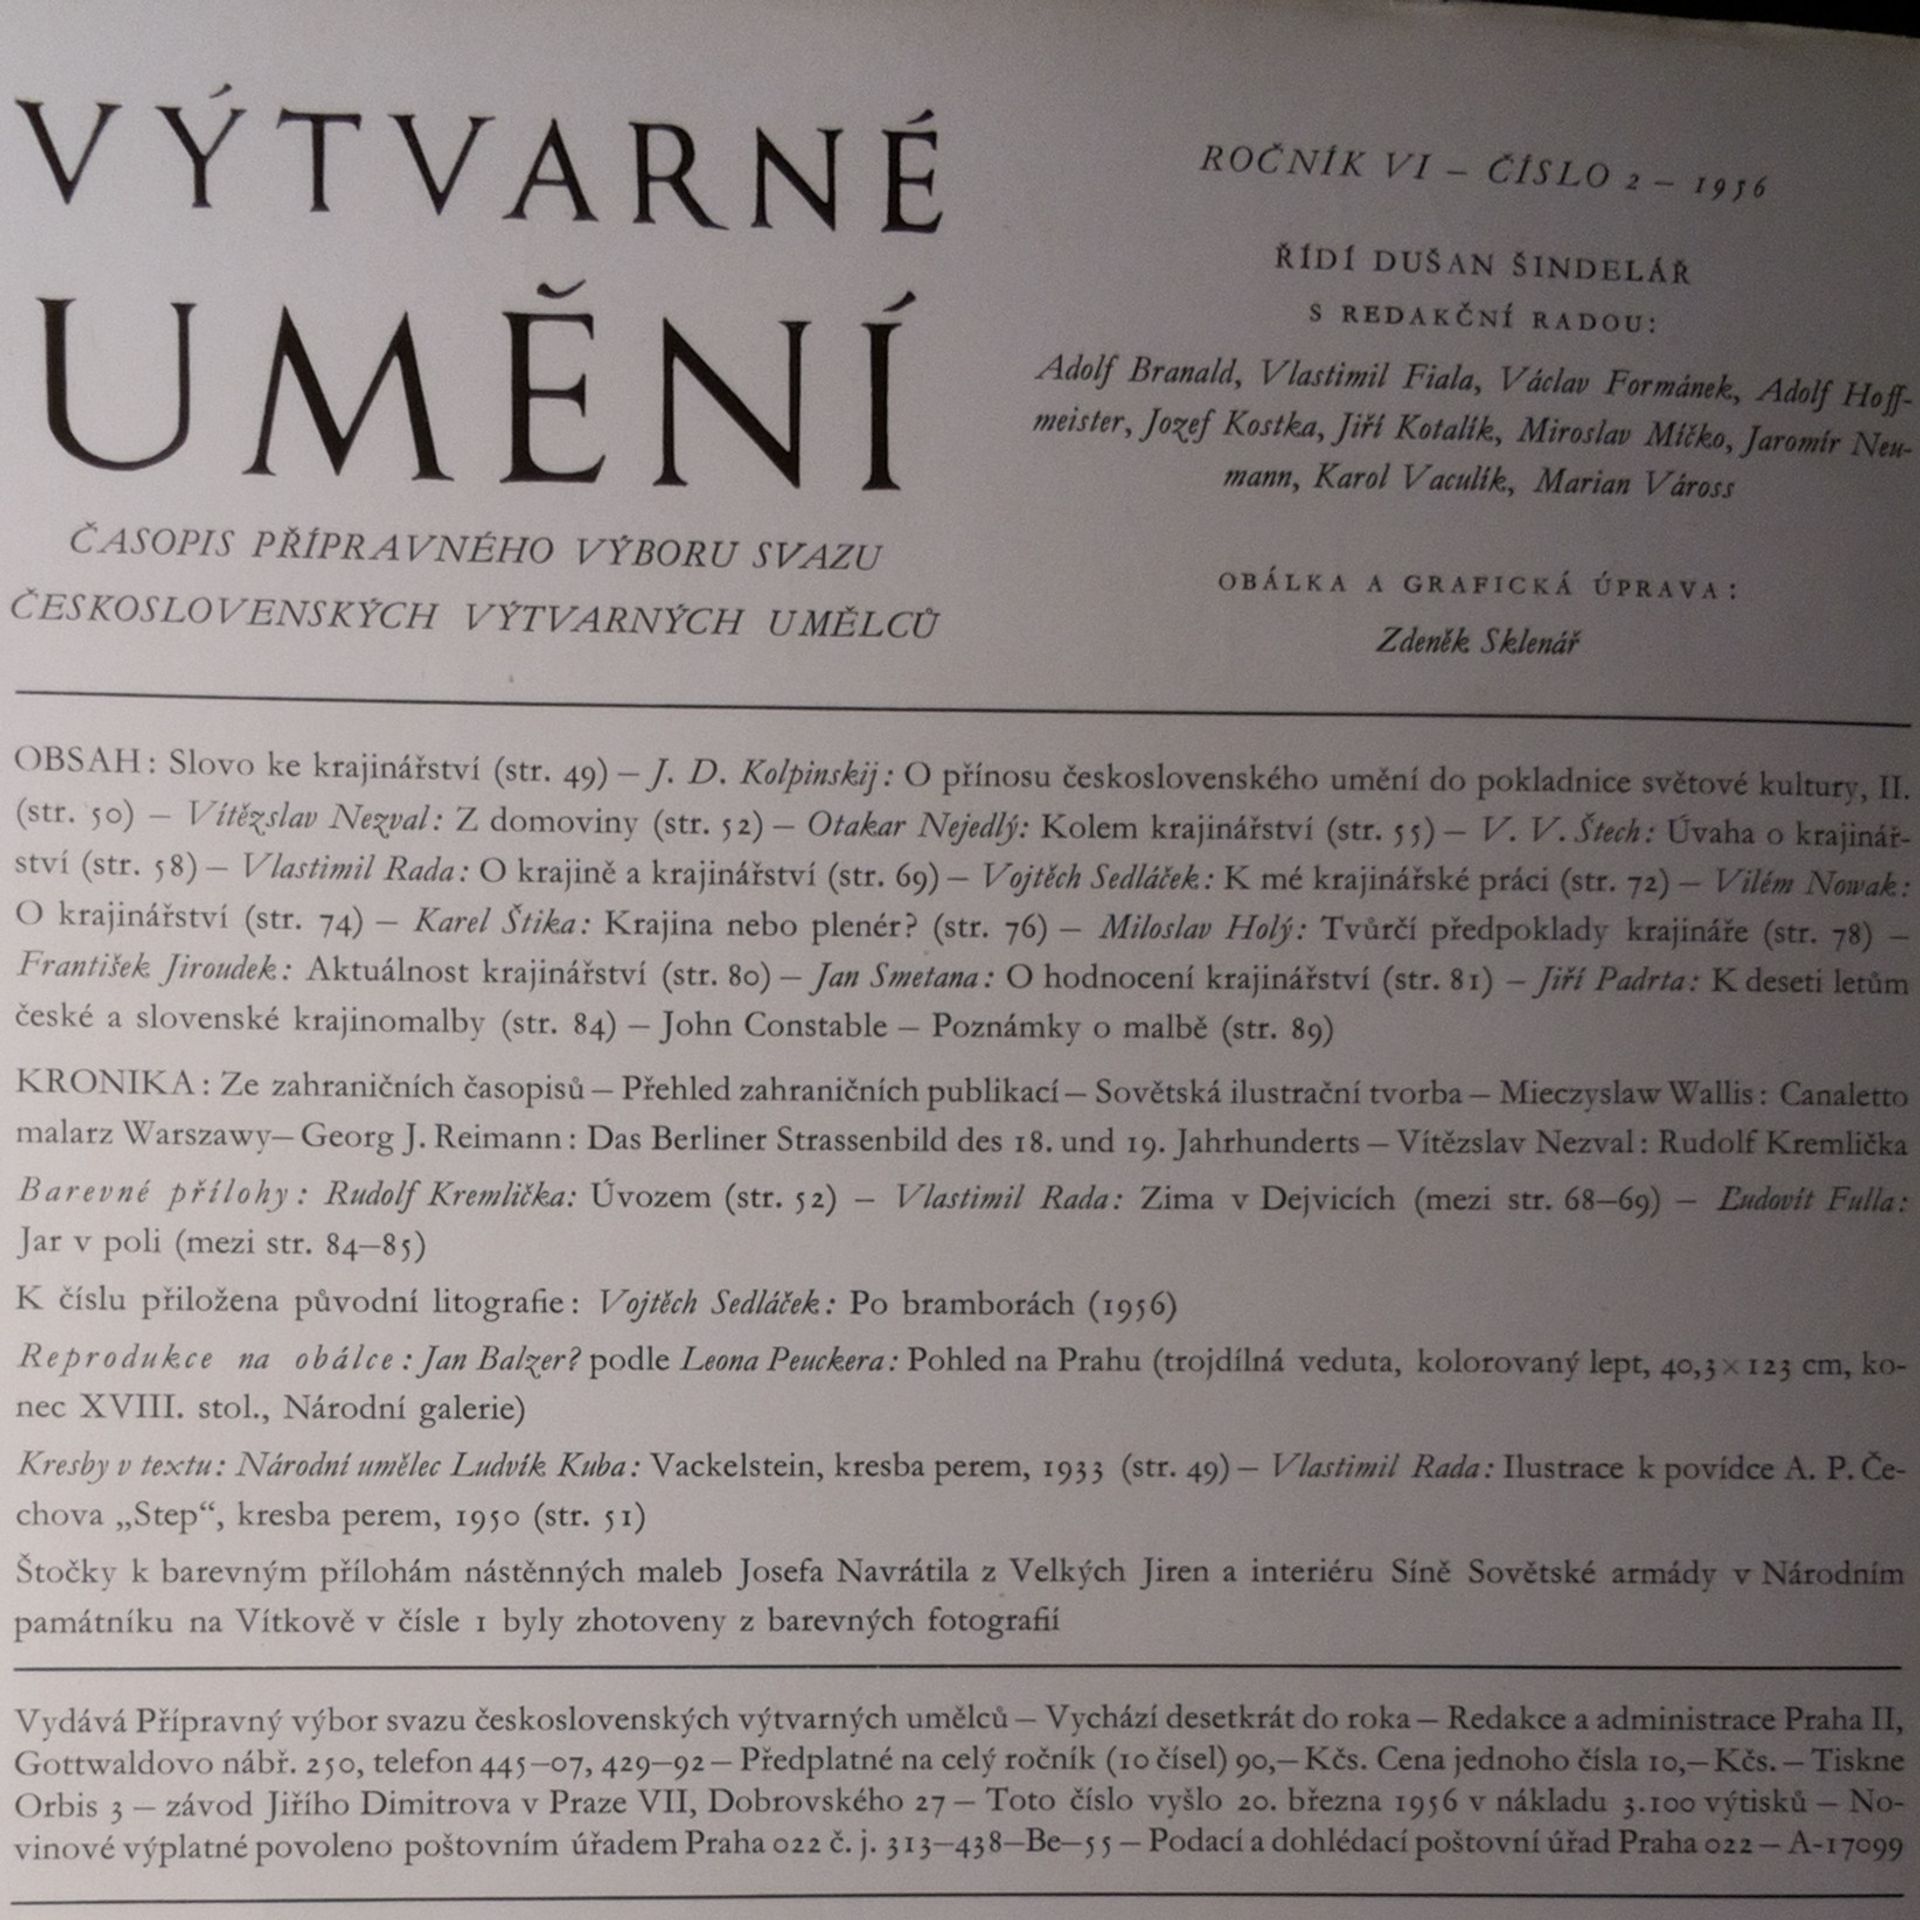 VÝTVARNÉ
UMĚNÍ
ČASOPIS PŘÍPRAVNÉHO VÝBORU SVAZU
ČESKOSLOVENSKÝCH VÝTVARNÝCH UMĚLCŮ
ROČNÍK VI – ČÍSLO 2 – 1956
ŘÍDÍ DUŠAN ŠINDELÁŘ
S REDAKČNÍ RADOU:
Adolf Branald, Vlastimil Fiala, Václav Formánek, Adolf Hoff-
meister, Jozef Kostka, Jiří Kotalík, Miroslav Míčko, Jaromír Neu-
mann, Karol Vaculík, Marian Váross
OBÁLKA A GRAFICKÁ ÚPRAVA:
Zdeněk Sklenář
OBSAH: Slovo ke krajinářství (str. 49) – J. D. Kolpinskij: O přínosu československého umění do pokladnice světové kultury, II.
(str. 50) – Vítězslav Nezval: Z domoviny (str. 52) – Otakar Nejedlý: Kolem krajinářství (str. 55) – V. V. Štech: Úvaha o krajinář-
ství (str. 58) – Vlastimil Rada: O krajině a krajinářství (str. 69) – Vojtěch Sedláček: K mé krajinářské práci (str. 72) – Vilém Nowak:
O krajinářství (str. 74) – Karel Štika: Krajina nebo plenér? (str. 76) – Miloslav Holý: Tvůrčí předpoklady krajináře (str. 78) –
František Jiroudek: Aktuálnost krajinářství (str. 80) – Jan Smetana: O hodnocení krajinářství (str. 81) – Jiří Padrta: K deseti letům
české a slovenské krajinomalby (str. 84) – John Constable – Poznámky o malbě (str. 89)
KRONIKA: Ze zahraničních časopisů – Přehled zahraničních publikací – Sovětská ilustrační tvorba – Mieczyslaw Wallis: Canaletto
malarz Warszawy – Georg J. Reimann: Das Berliner Strassenbild des 18. und 19. Jahrhunderts – Vítězslav Nezval: Rudolf Kremlička
Barevné přílohy: Rudolf Kremlička: Úvozem (str. 52) – Vlastimil Rada: Zima v Dejvicích (mezi str. 68–69) – Ľudovít Fulla:
Jar v poli (mezi str. 84–85)
K číslu přiložena původní litografie: Vojtěch Sedláček: Po bramborách (1956)
Reprodukce na obálce: Jan Balzer? podle Leona Peuckera: Pohled na Prahu (trojdílná veduta, kolorovaný lept, 40,3 × 123 cm, ko-
nec XVIII. stol., Národní galerie)
Kresby v textu: Národní umělec Ludvík Kuba: Vackelstein, kresba perem, 1933 (str. 49) – Vlastimil Rada: Ilustrace k povídce A. P. Če-
chova „Step“, kresba perem, 1950 (str. 51)
Štočky k barevným přílohám nástěnných maleb Josefa Navrátila z Velkých Jiren a interiéru Síně Sovětské armády v Národním
památníku na Vítkově v čísle 1 byly zhotoveny z barevných fotografií
Vydává Přípravný výbor svazu československých výtvarných umělců – Vychází desetkrát do roka – Redakce a administrace Praha II,
Gottwaldovo nábř. 250, telefon 445–07, 429–92 – Předplatné na celý ročník (10 čísel) 90,– Kčs. Cena jednoho čísla 10,– Kčs. – Tiskne
Orbis 3 – závod Jiřího Dimitrova v Praze VII, Dobrovského 27 – Toto číslo vyšlo 20. března 1956 v nákladu 3.100 výtisků – No-
vinové výplatné povoleno poštovním úřadem Praha 022 č. j. 313–438–Be–55 – Podací a dohlédací poštovní úřad Praha 022 – A-17099